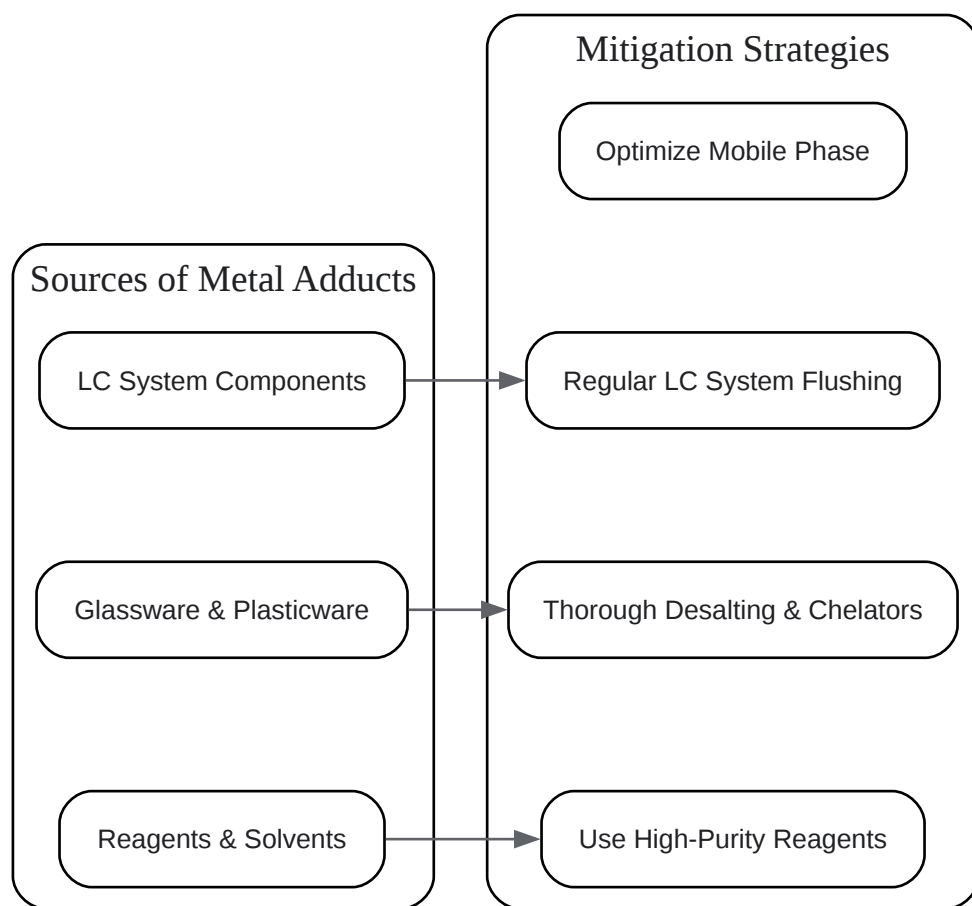 Mitigation Strategies
Optimize Mobile Phase
Sources of Metal Adducts
LC System Components
Regular LC System Flushing
Glassware & Plasticware
Thorough Desalting & Chelators
Reagents & Solvents
Use High-Purity Reagents